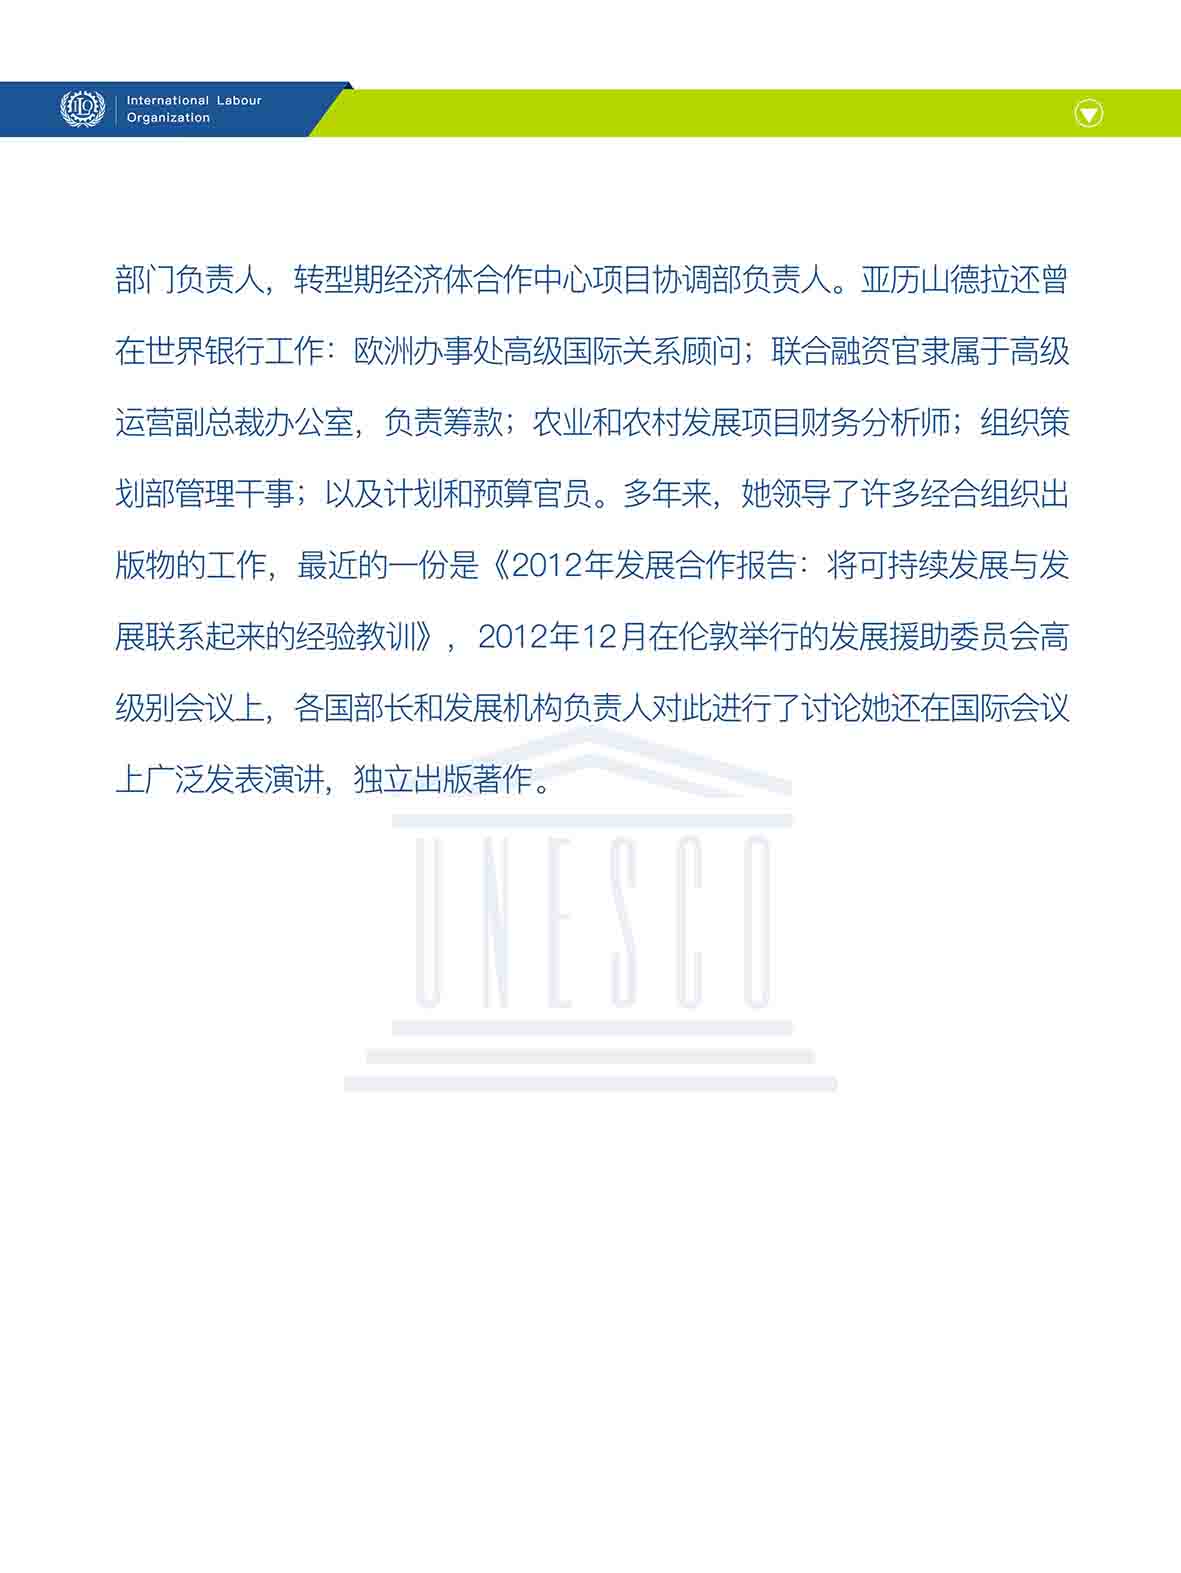 International Labour
Organization
部门负责人，转型期经济体合作中心项目协调部负责人。亚历山德拉还曾
在世界银行工作：欧洲办事处高级国际关系顾问；联合融资官隶属于高级
运营副总裁办公室，负责筹款；农业和农村发展项目财务分析师；组织策
划部管理干事；以及计划和预算官员。多年来，她领导了许多经合组织出
版物的工作，最近的一份是《2012年发展合作报告：将可持续发展与发
展联系起来的经验教训》，2012年12月在伦敦举行的发展援助委员会高
级别会议上，各国部长和发展机构负责人对此进行了讨论她还在国际会议
上广泛发表演讲，独立出版著作。
UNESCO